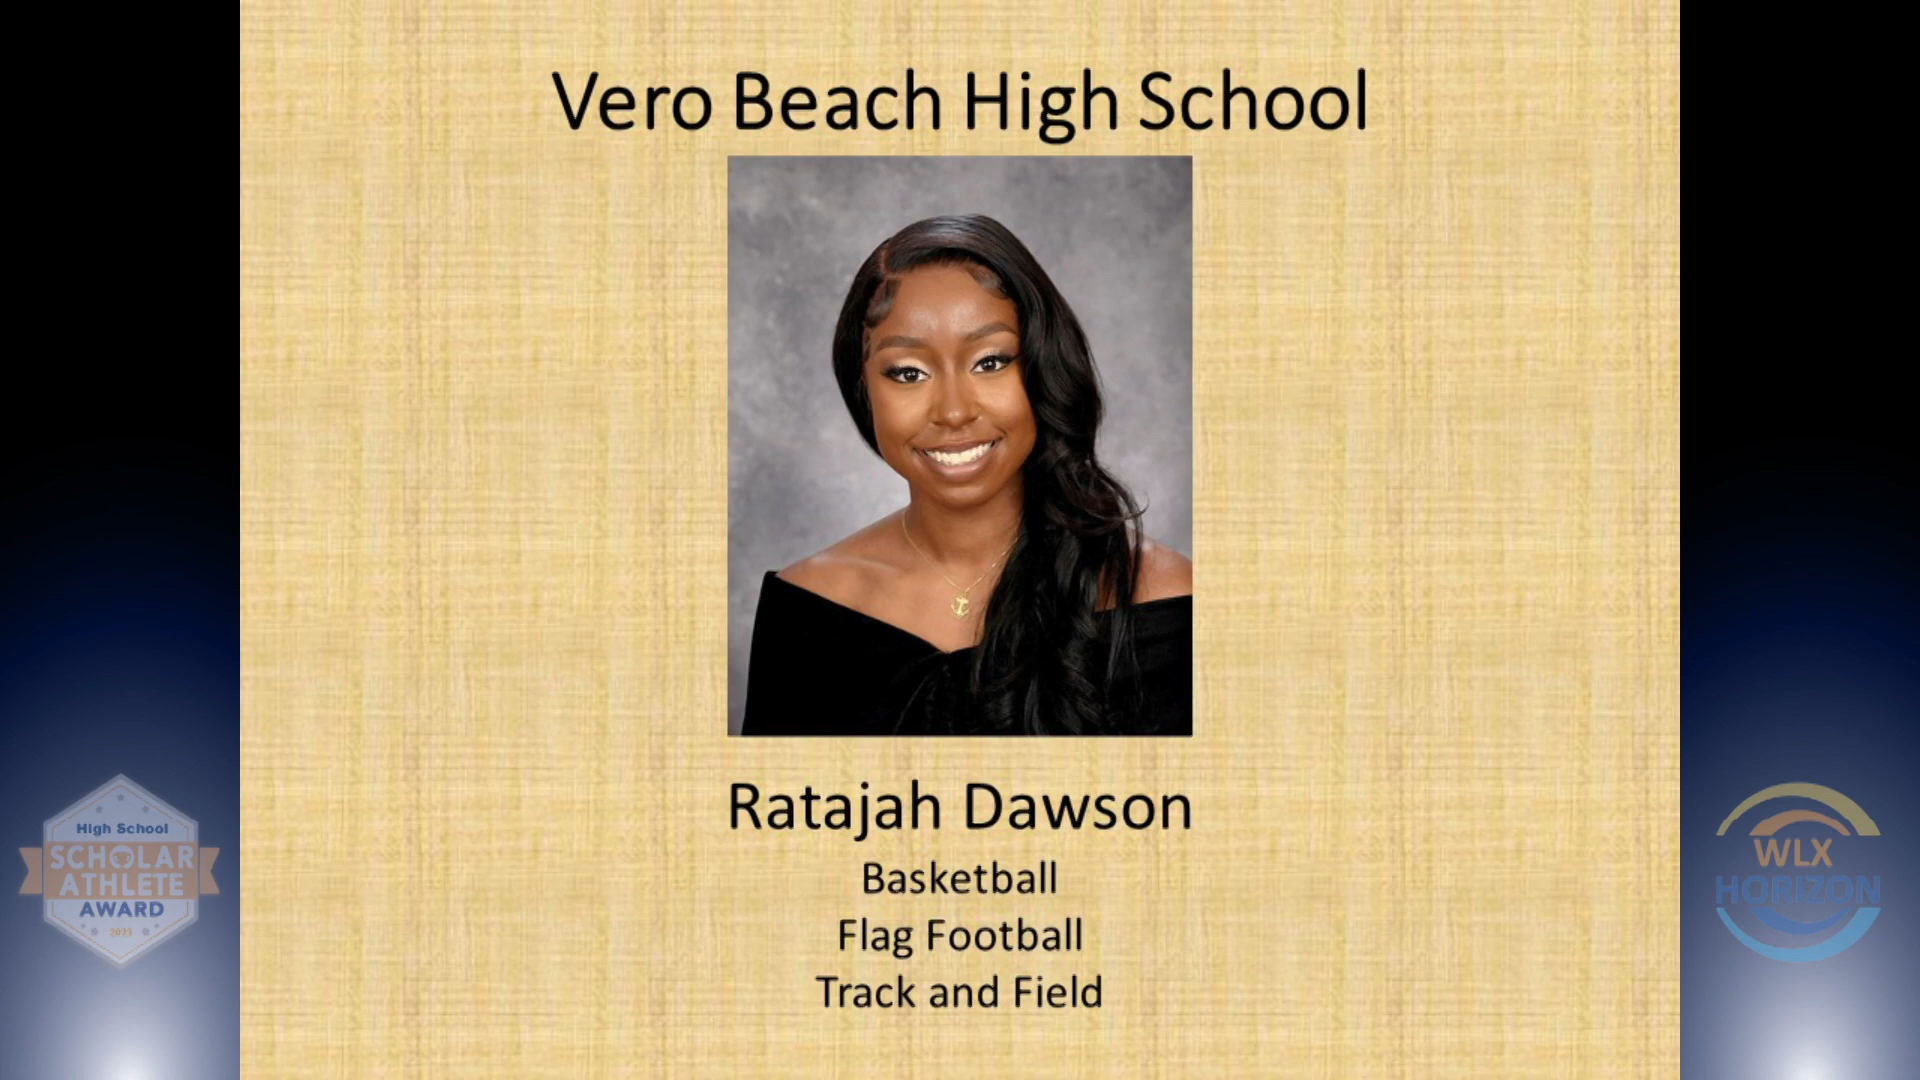 Vero Beach High School
Ratajah Dawson
Basketball
Flag Football
Track and Field
High School
SCHOLAR
ATHLETE
AWARD
2023
WLX
HORIZON